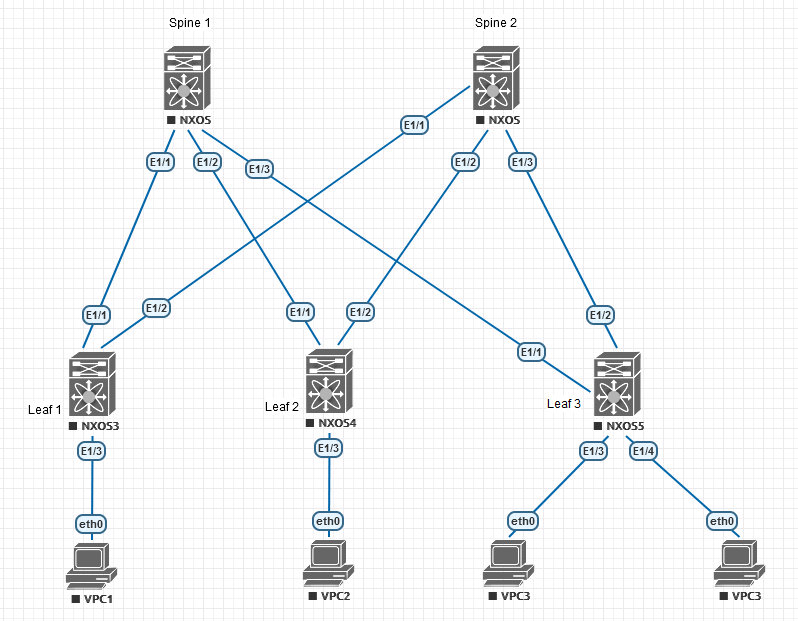 Spine 1
Spine 2
NXOS
NXOS
E1/1
E1/1
E1/2
E1/3
E1/2
E1/3
E1/1
E1/2
E1/1
E1/2
E1/2
E1/1
Leaf 1
Leaf 2
Leaf 3
NXOS3
NXOS4
NXOS5
E1/3
E1/3
E1/3
E1/4
eth0
eth0
eth0
eth0
VPC1
VPC2
VPC3
VPC3